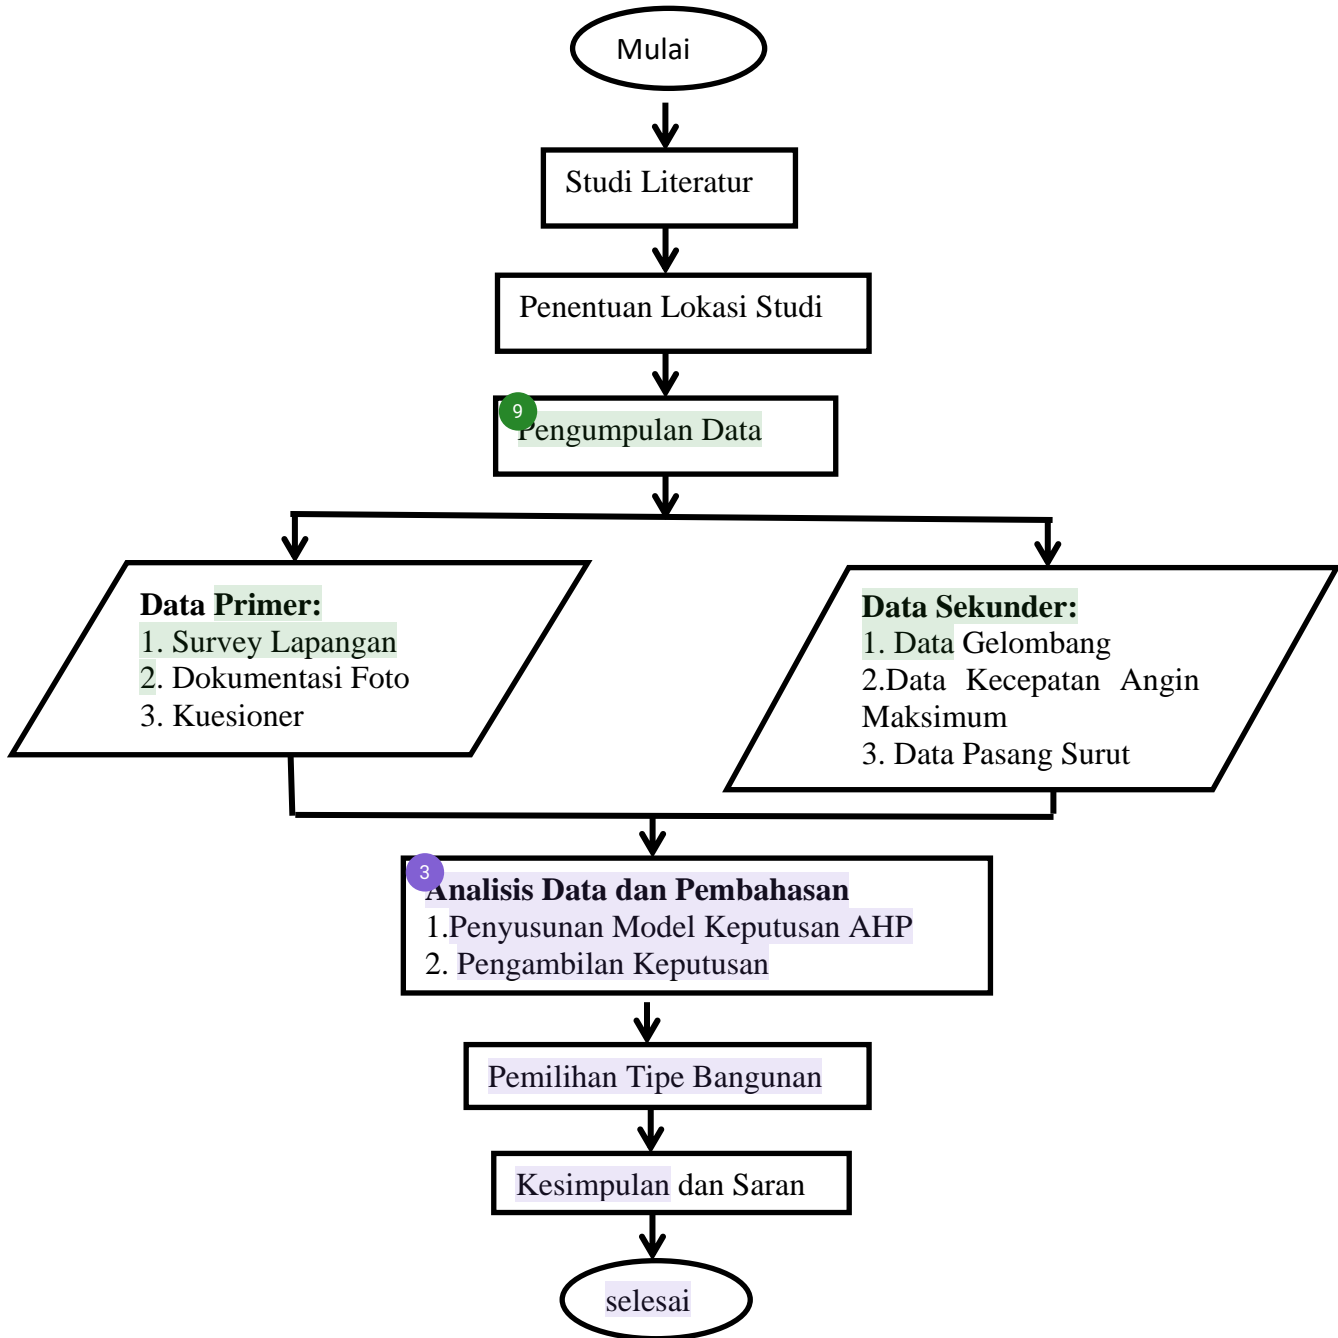 Mulai
Studi Literatur
Penentuan Lokasi Studi
9
Pengumpulan Data
Data Primer:
1. Survey Lapangan
2. Dokumentasi Foto
3. Kuesioner
Data Sekunder:
1. Data Gelombang
2.Data Kecepatan Angin
Maksimum
3. Data Pasang Surut
3
Analisis Data dan Pembahasan
1.Penyusunan Model Keputusan AHP
2. Pengambilan Keputusan
Pemilihan Tipe Bangunan
Kesimpulan dan Saran
selesai